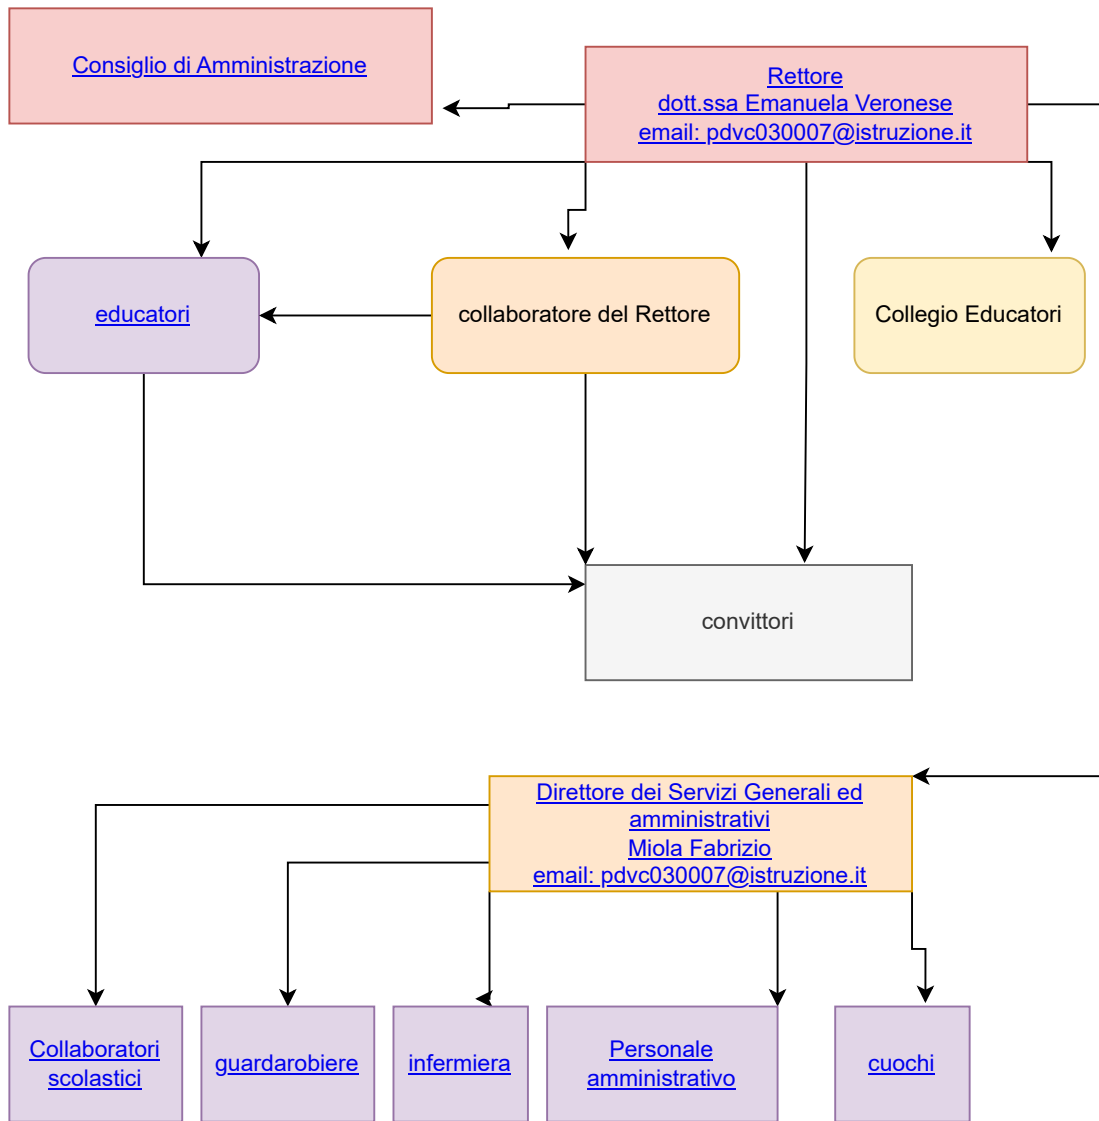 Consiglio di Amministrazione
Rettore
dott.ssa Emanuela Veronese
email: pdvc030007@istruzione.it
educatori
collaboratore del Rettore
Collegio Educatori
convittori
Direttore dei Servizi Generali ed
amministrativi
Miola Fabrizio
email: pdvc030007@istruzione.it
Collaboratori
scolastici
guardarobiere
infermiera
Personale
amministrativo
cuochi